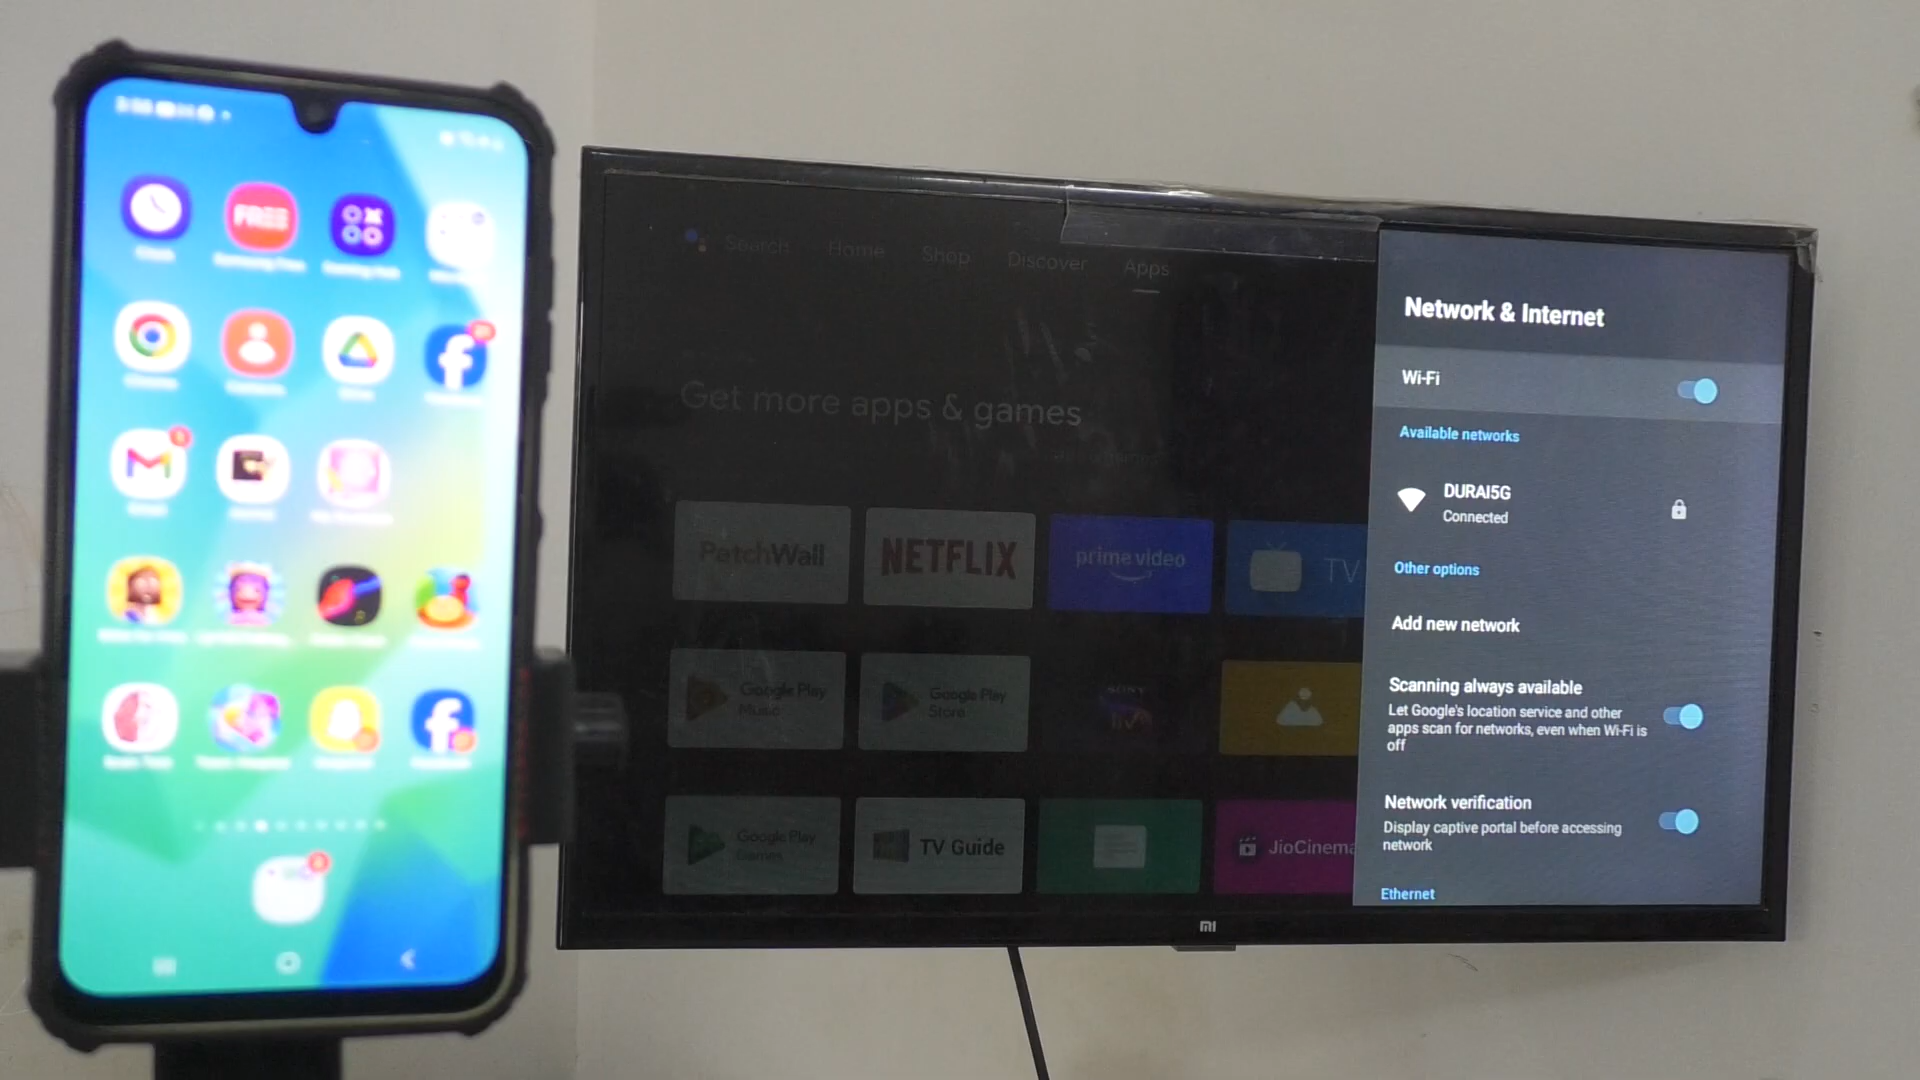 FREE
Search Home Shop Discover Apps
Get more apps & games
PatchWall
NETFLIX
prime video
TV
Google Play
Music
Google Play
Store
SONY
liv
Google Play
Games
TV Guide
JioCinema
mi
Network & Internet
Wi-Fi
Available networks
DURAI5G
Connected
Other options
Add new network
Scanning always available
Let Google's location service and other
apps scan for networks, even when Wi-Fi is
off
Network verification
Display captive portal before accessing
network
Ethernet